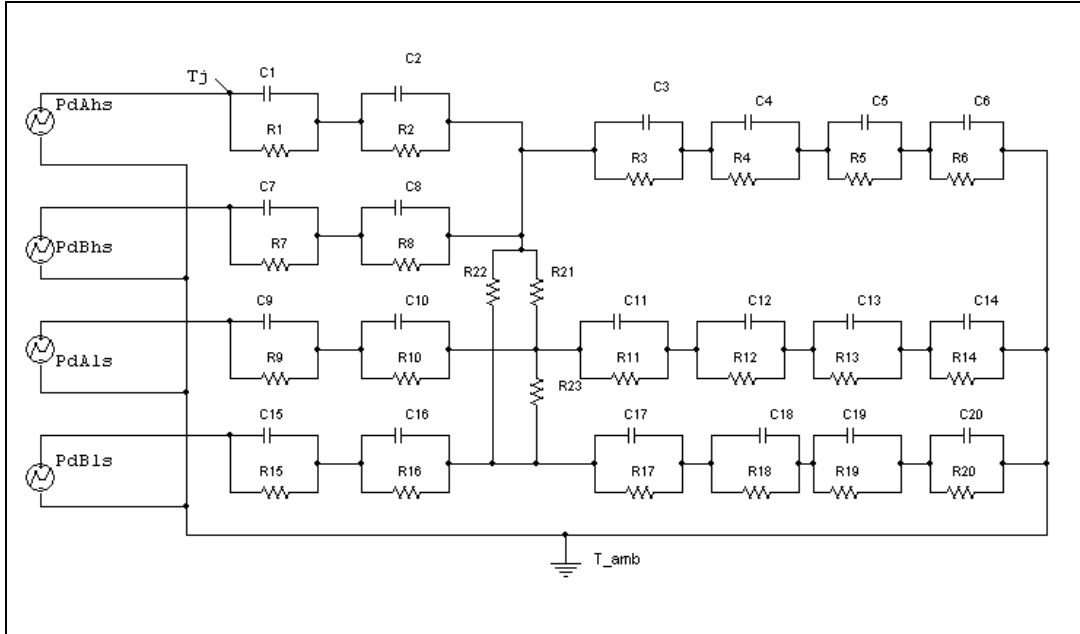 C1 C2
Tj
PdAhs
R1 R2
C3 C4 C5 C6
R3 R4 R5 R6
C7 C8
PdBhs
R7 R8
R22 R21
C9 C10 C11 C12 C13 C14
PdAls
R9 R10 R11 R12 R13 R14
R23
C15 C16 C17 C18 C19 C20
PdBls
R15 R16 R17 R18 R19 R20
T_amb